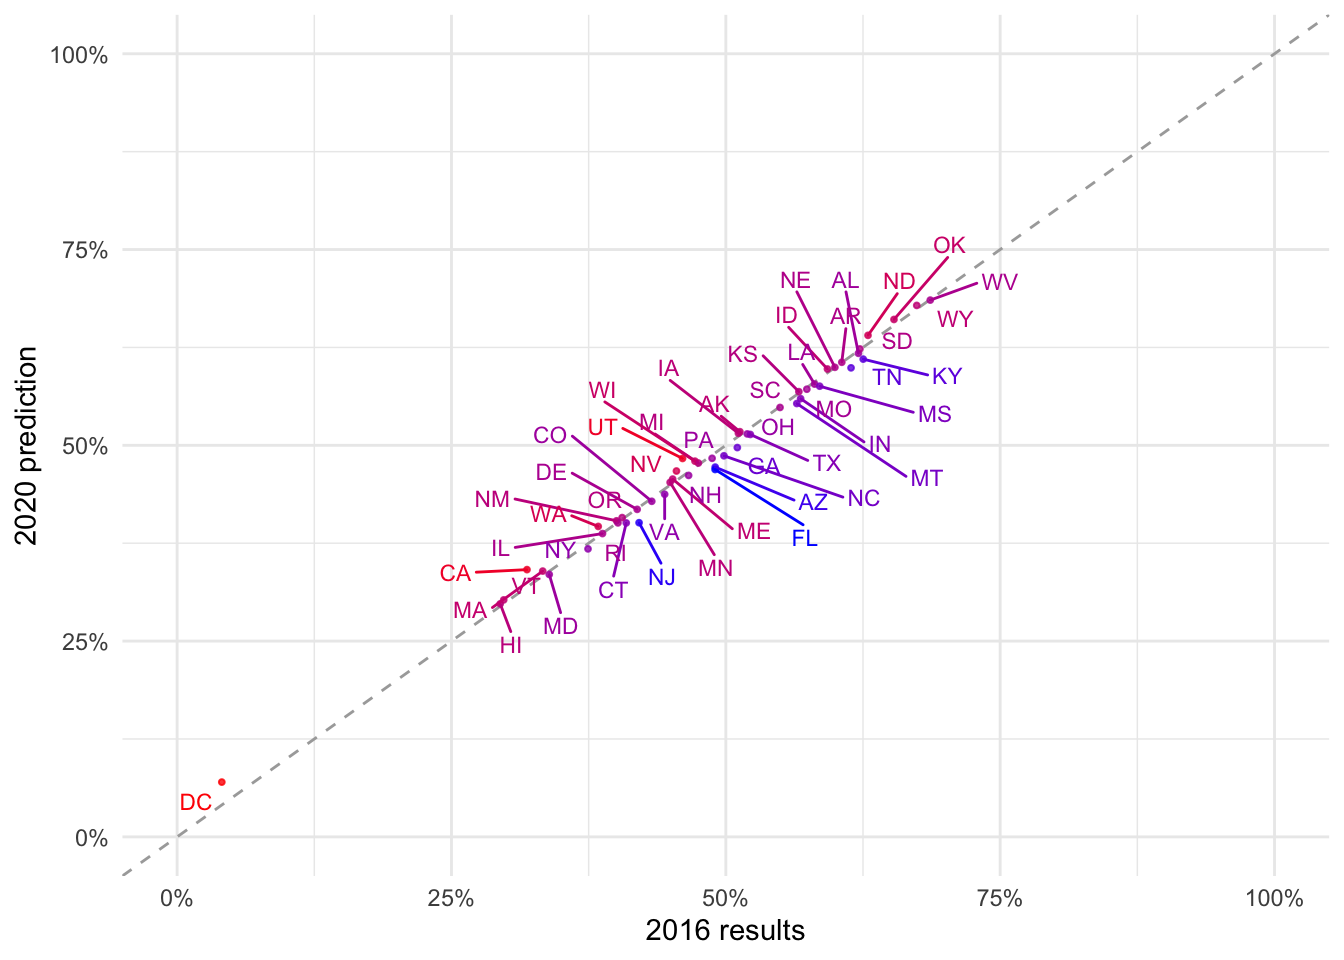 100%
75%
50%
25%
0%
2020 prediction
OK
NE
AL
ND
WV
ID
AR
WY
KS
LA
SD
IA
TN
KY
WI
SC
AK
MO
MS
UT
MI
OH
CO
PA
IN
NV
GA
TX
DE
MT
NM
OR
NH
NC
WA
AZ
VA
ME
FL
IL
NY
RI
CA
MN
VT
CT
NJ
MA
MD
HI
DC
0%
25%
50%
75%
100%
2016 results